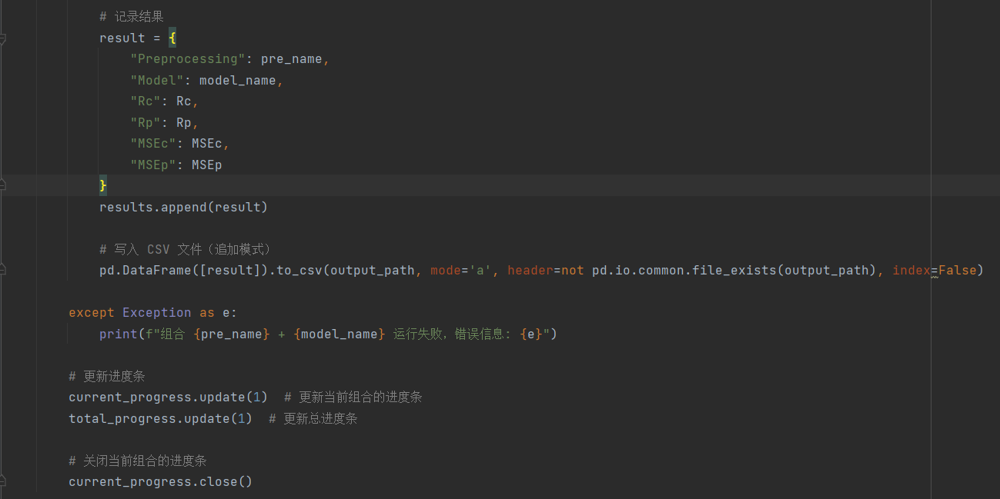 # 记录结果
result = {
"Preprocessing": pre_name,
"Model": model_name,
"Rc": Rc,
"Rp": Rp,
"MSEc": MSEc,
"MSEp": MSEp
}
results.append(result)
# 写入 CSV 文件（追加模式）
pd.DataFrame([result]).to_csv(output_path, mode='a', header=not pd.io.common.file_exists(output_path), index=False)
except Exception as e:
print(f"组合 {pre_name} + {model_name} 运行失败，错误信息: {e}")
# 更新进度条
current_progress.update(1)  # 更新当前组合的进度条
total_progress.update(1)  # 更新总进度条
# 关闭当前组合的进度条
current_progress.close()